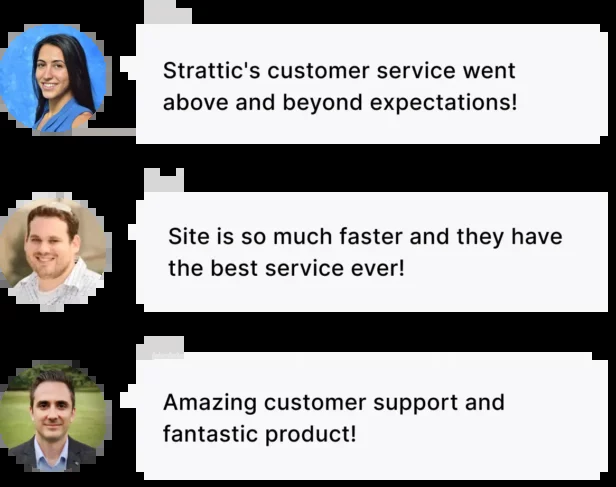 Strattic's customer service went
above and beyond expectations!
Site is so much faster and they have
the best service ever!
Amazing customer support and
fantastic product!